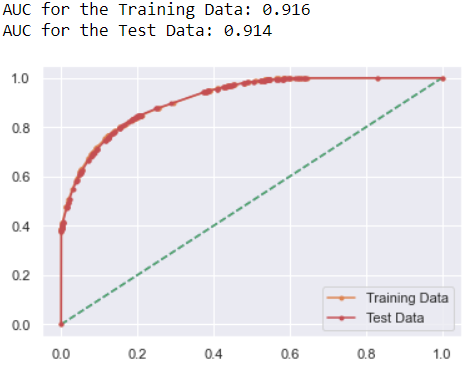 AUC for the Training Data: 0.916
AUC for the Test Data: 0.914
1.0
0.8
0.6
0.4
0.2
0.0
Training Data
Test Data
0.0 0.2 0.4 0.6 0.8 1.0